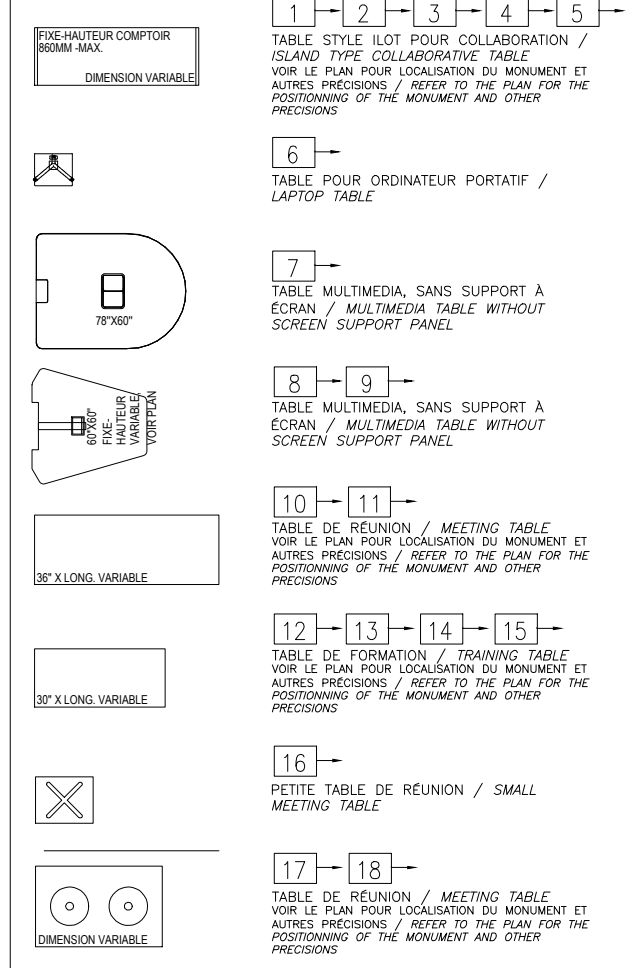 1 2 3 4 5
FIXE-HAUTEUR COMPTOIR
860MM -MAX.
DIMENSION VARIABLE
TABLE STYLE ILOT POUR COLLABORATION /
ISLAND TYPE COLLABORATIVE TABLE
VOIR LE PLAN POUR LOCALISATION DU MONUMENT ET
AUTRES PRÉCISIONS / REFER TO THE PLAN FOR THE
POSITIONNING OF THE MONUMENT AND OTHER
PRECISIONS
6
TABLE POUR ORDINATEUR PORTATIF /
LAPTOP TABLE
78"X60"
7
TABLE MULTIMEDIA, SANS SUPPORT À
ÉCRAN / MULTIMEDIA TABLE WITHOUT
SCREEN SUPPORT PANEL
60"X60"
FIXE-
HAUTEUR
VARIABLE,
VOIR PLAN
8 9
TABLE MULTIMEDIA, SANS SUPPORT À
ÉCRAN / MULTIMEDIA TABLE WITHOUT
SCREEN SUPPORT PANEL
36" X LONG. VARIABLE
10 11
TABLE DE RÉUNION / MEETING TABLE
VOIR LE PLAN POUR LOCALISATION DU MONUMENT ET
AUTRES PRÉCISIONS / REFER TO THE PLAN FOR THE
POSITIONNING OF THE MONUMENT AND OTHER
PRECISIONS
30" X LONG. VARIABLE
12 13 14 15
TABLE DE FORMATION / TRAINING TABLE
VOIR LE PLAN POUR LOCALISATION DU MONUMENT ET
AUTRES PRÉCISIONS / REFER TO THE PLAN FOR THE
POSITIONNING OF THE MONUMENT AND OTHER
PRECISIONS
16
PETITE TABLE DE RÉUNION / SMALL
MEETING TABLE
DIMENSION VARIABLE
17 18
TABLE DE RÉUNION / MEETING TABLE
VOIR LE PLAN POUR LOCALISATION DU MONUMENT ET
AUTRES PRÉCISIONS / REFER TO THE PLAN FOR THE
POSITIONNING OF THE MONUMENT AND OTHER
PRECISIONS